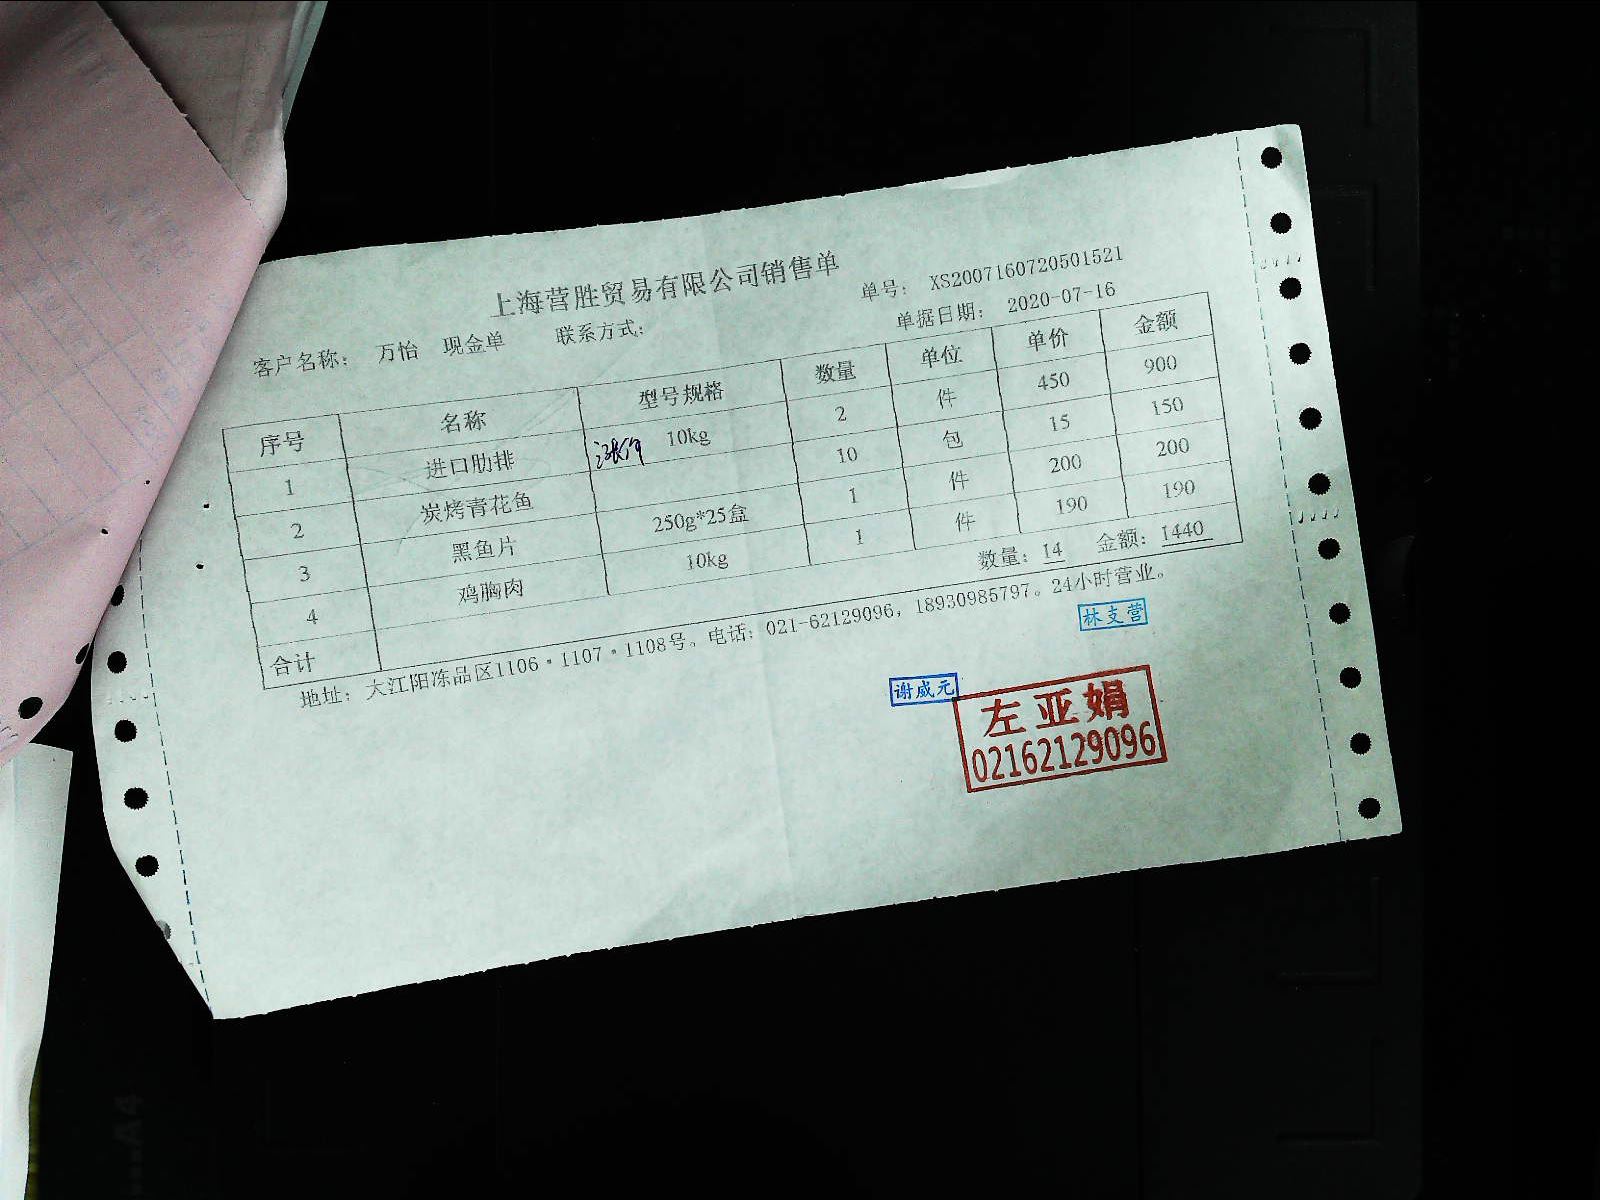 上海营胜贸易有限公司销售单
单号： XS2007160720501521
客户名称： 万怡 现金单 联系方式： 单据日期： 2020-07-16
序号 名称 型号规格 数量 单位 单价 金额
1 进口肋排 涨价 10kg 2 件 450 900
2 炭烤青花鱼 10 包 15 150
3 黑鱼片 250g*25盒 1 件 200 200
4 鸡胸肉 10kg 1 件 190 190
合计 数量：14 金额：1440
地址：大江阳冻品区1106·1107·1108号。电话：021-62129096，18930985797。24小时营业。
林支营
谢威元
左亚娟
02162129096